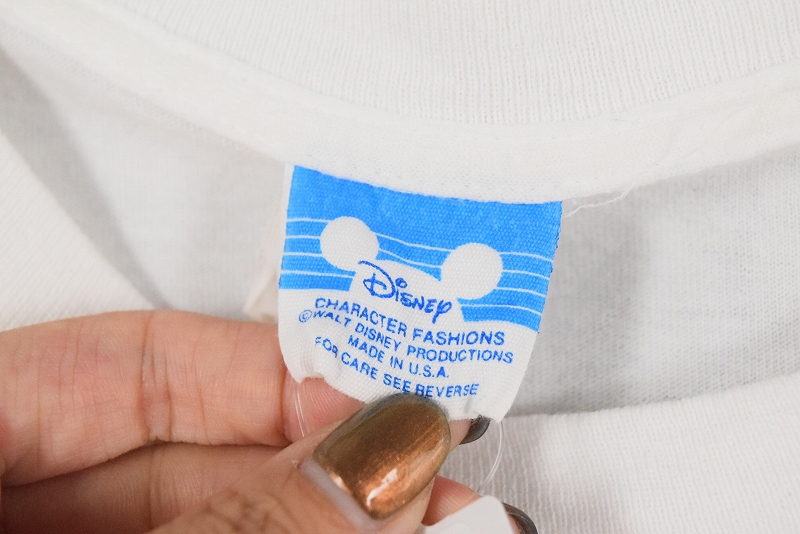 Disney
CHARACTER FASHIONS
©WALT DISNEY PRODUCTIONS
MADE IN U.S.A.
FOR CARE SEE REVERSE